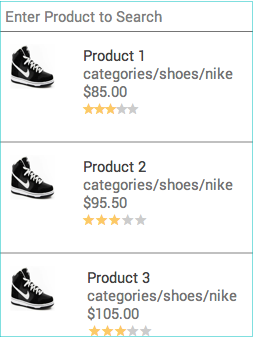 Enter Product to Search
Product 1
categories/shoes/nike
$85.00
Product 2
categories/shoes/nike
$95.50
Product 3
categories/shoes/nike
$105.00